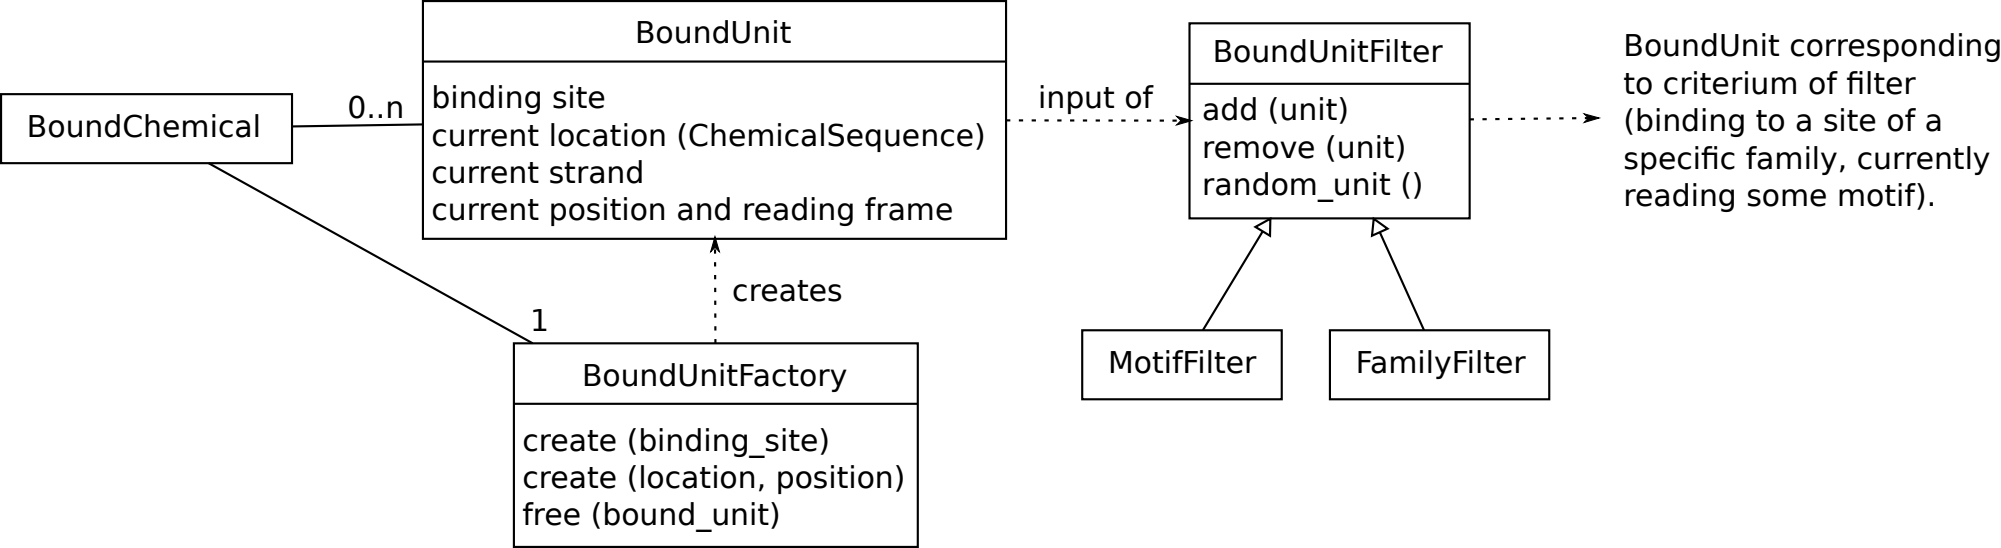 BoundChemical
0..n
1
BoundUnit
binding site
current location (ChemicalSequence)
current strand
current position and reading frame
creates
BoundUnitFactory
create (binding_site)
create (location, position)
free (bound_unit)
input of
BoundUnitFilter
add (unit)
remove (unit)
random_unit ()
MotifFilter
FamilyFilter
BoundUnit corresponding
to criterium of filter
(binding to a site of a
specific family, currently
reading some motif).